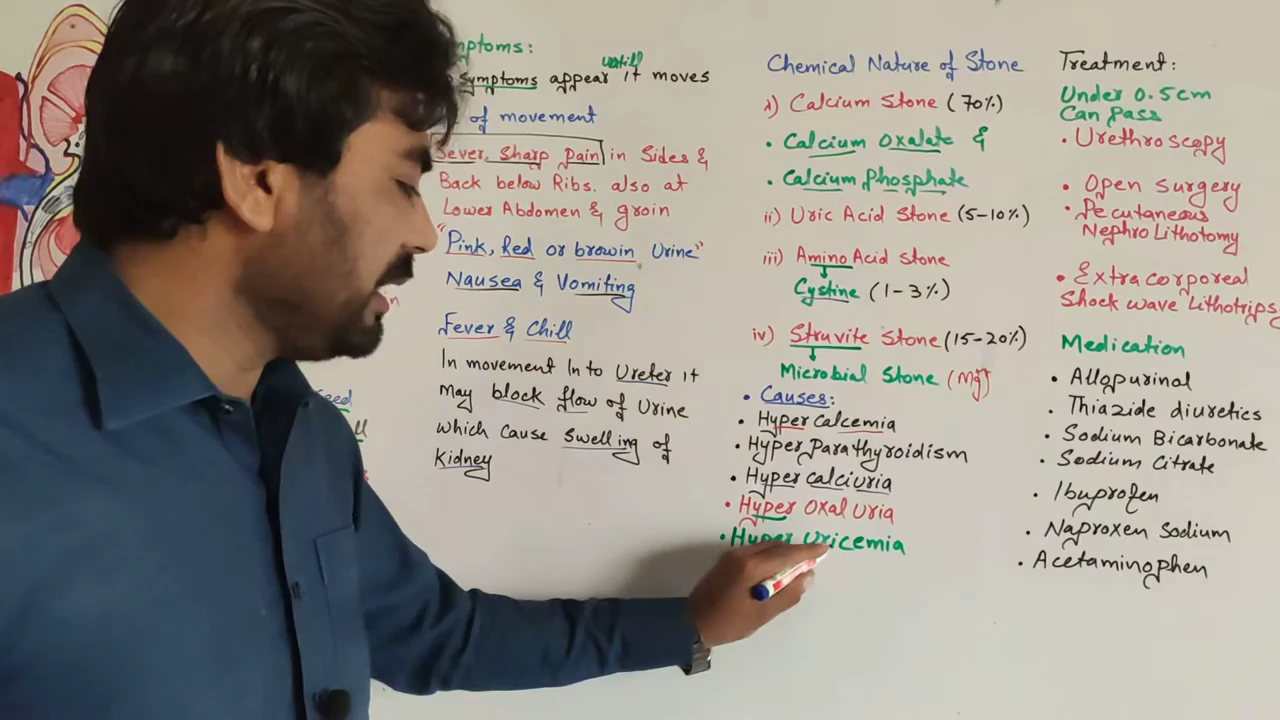 mptoms:
until
symptoms appear it moves
of movement
Sever Sharp Pain in Sides &
Back below Ribs. also at
Lower Abdomen & groin
"Pink, Red or browin Urine"
Nausea & Vomiting
Fever & Chill
In movement In to Ureter it
May block flow of Urine
which cause swelling of
Kidney
in
eed
ll
Chemical Nature of Stone
i) Calcium Stone (70%)
• Calcium Oxalate &
• Calcium Phosphate
ii) Uric Acid Stone (5-10%)
iii) Amino Acid Stone
Cystine (1-3%)
iv) Struvite Stone (15-20%)
Microbial Stone (Mg++)
• Causes:
• Hyper calcemia
• Hyper Parathyroidism
• Hyper calciuria
• Hyper Oxal Uria
• Hyper Uricemia
Treatment:
Under 0.5cm
Can Pass
• Urethroscopy
• Open Surgery
• Pecutaneous
Nephro Lithotomy
• Extra corporeal
Shock wave Lithotrips
Medication
• Allopurinol
• Thiazide diuretics
• Sodium Bicarbonate
• Sodium Citrate
• Ibuprofen
• Naproxen Sodium
• Acetaminophen